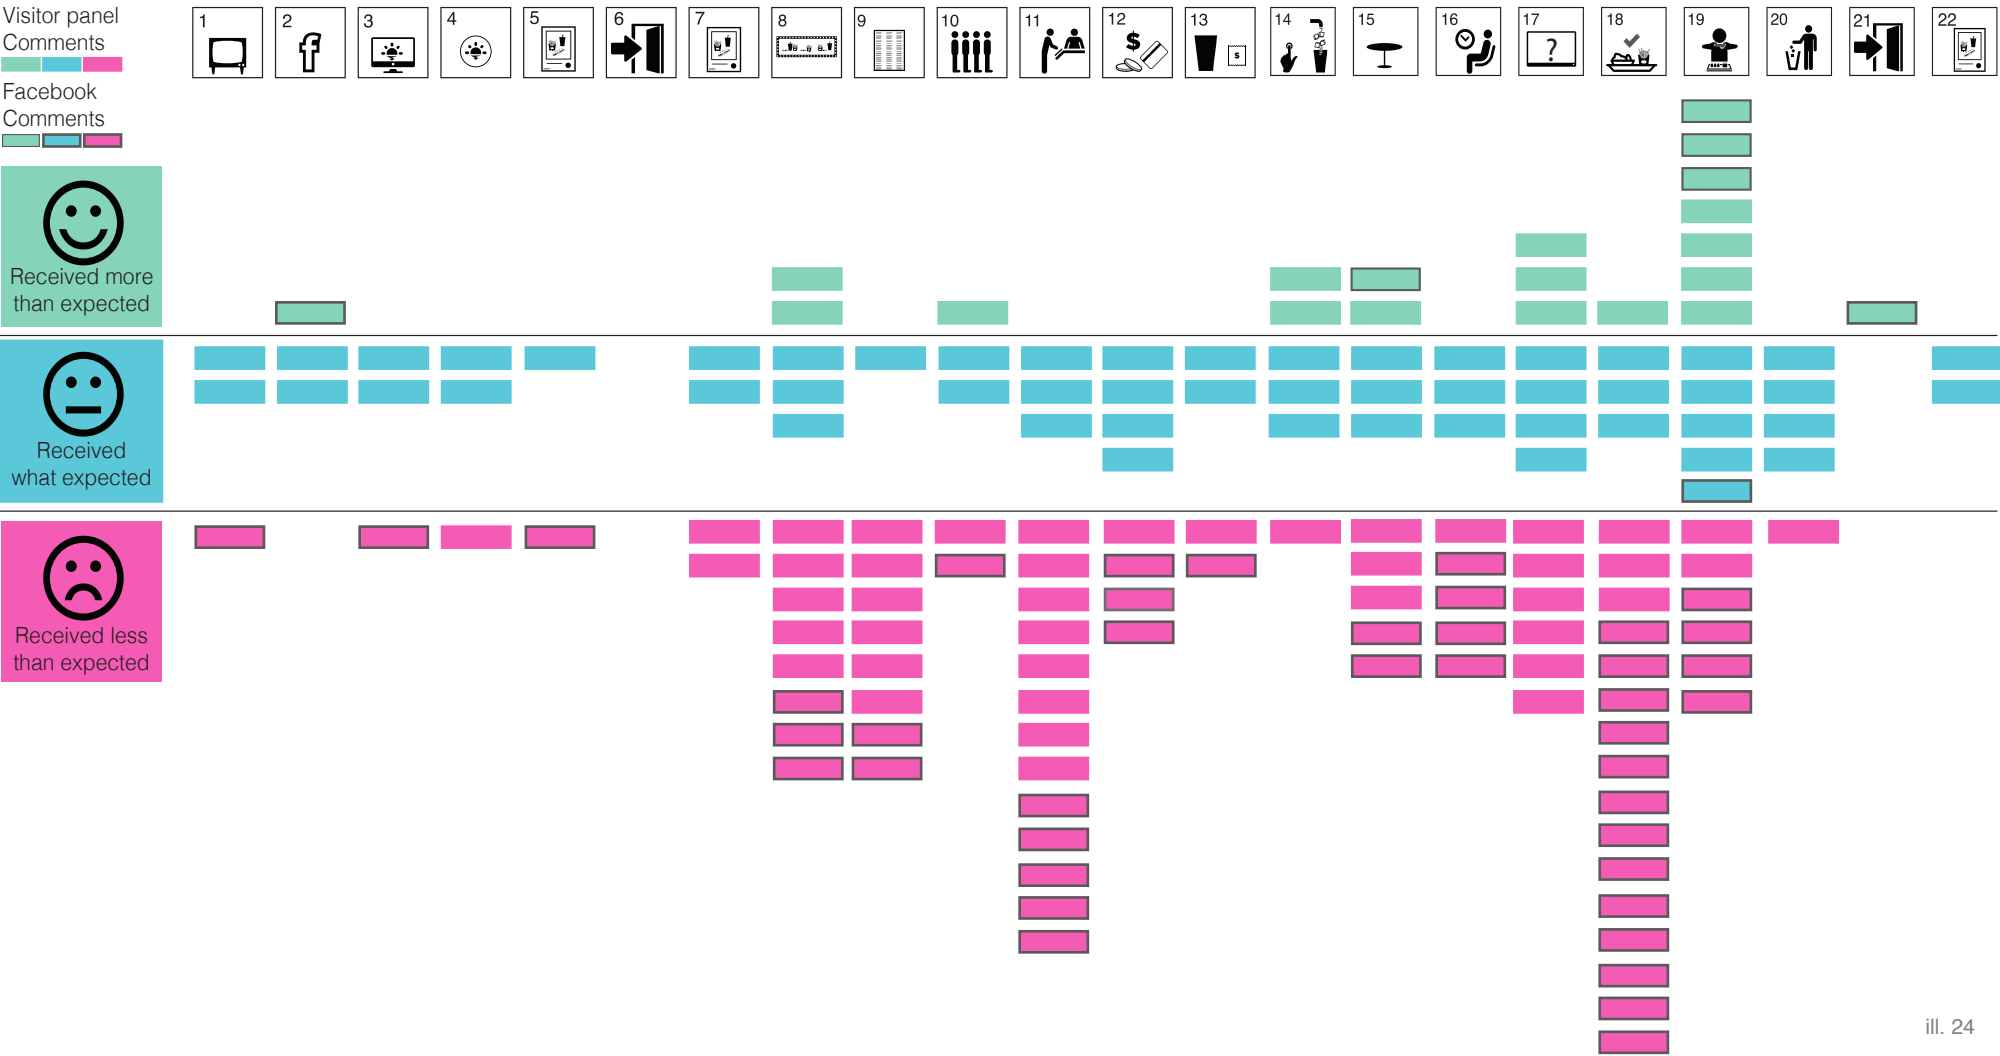 Visitor panel
Comments
Facebook
Comments
1
2
3
4
5
6
7
8
9
10
11
12
$
13
$
14
15
16
17
?
18
19
20
21
22
Received more
than expected
Received
what expected
Received less
than expected
ill. 24